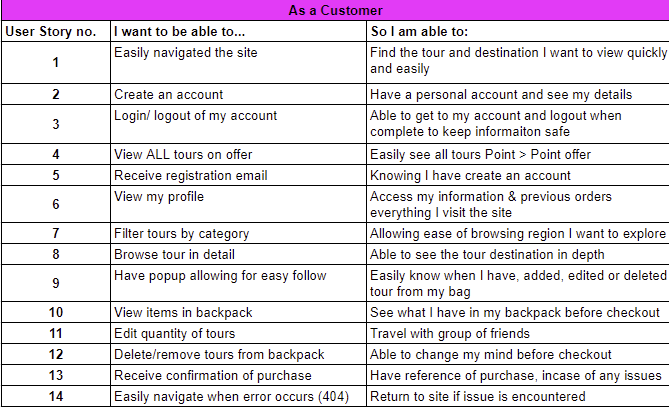 As a Customer
User Story no. I want to be able to... So I am able to:
1 Easily navigated the site Find the tour and destination I want to view quickly
and easily
2 Create an account Have a personal account and see my details
3 Login/ logout of my account Able to get to my account and logout when
complete to keep informaiton safe
4 View ALL tours on offer Easily see all tours Point > Point offer
5 Receive registration email Knowing I have create an account
6 View my profile Access my information & previous orders
everything I visit the site
7 Filter tours by category Allowing ease of browsing region I want to explore
8 Browse tour in detail Able to see the tour destination in depth
9 Have popup allowing for easy follow Easily know when I have, added, edited or deleted
tour from my bag
10 View items in backpack See what I have in my backpack before checkout
11 Edit quantity of tours Travel with group of friends
12 Delete/remove tours from backpack Able to change my mind before checkout
13 Receive confirmation of purchase Have reference of purchase, incase of any issues
14 Easily navigate when error occurs (404) Return to site if issue is encountered